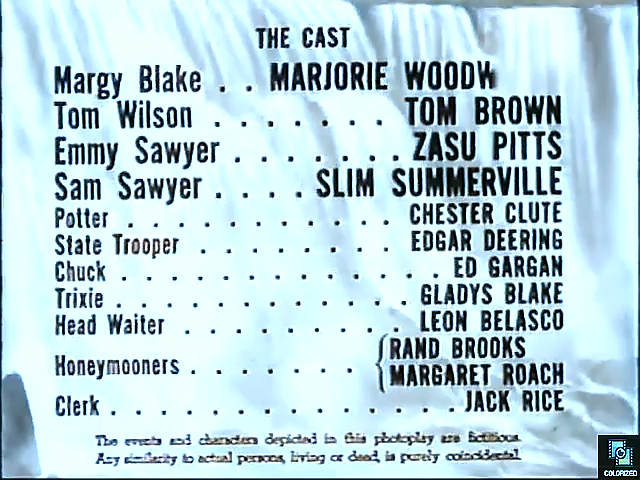 THE CAST
Margy Blake . . MARJORIE WOODW
Tom Wilson . . . . . . . TOM BROWN
Emmy Sawyer . . . . . . . ZASU PITTS
Sam Sawyer . . . . SLIM SUMMERVILLE
Potter . . . . . . . . . . . CHESTER CLUTE
State Trooper . . . . . . . . EDGAR DEERING
Chuck . . . . . . . . . . . . . ED GARGAN
Trixie . . . . . . . . . . . . GLADYS BLAKE
Head Waiter . . . . . . . . . LEON BELASCO
Honeymooners . . . . . . . { RAND BROOKS
MARGARET ROACH
Clerk . . . . . . . . . . . . . . JACK RICE
The events and characters depicted in this photoplay are fictitious.
Any similarity to actual persons, living or dead, is purely coincidental.
COLORIZED